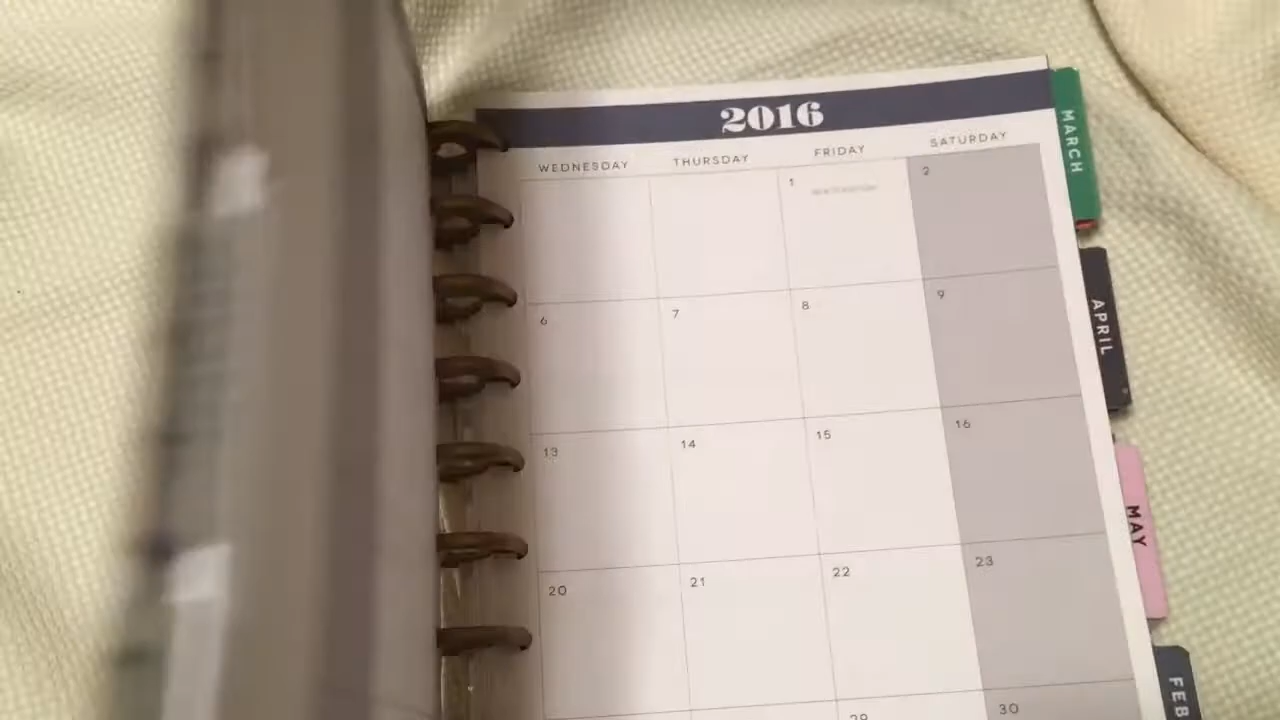 2016
WEDNESDAY THURSDAY FRIDAY SATURDAY
1 2
6 7 8 9
13 14 15 16
20 21 22 23
29 30
MARCH
APRIL
MAY
FEB